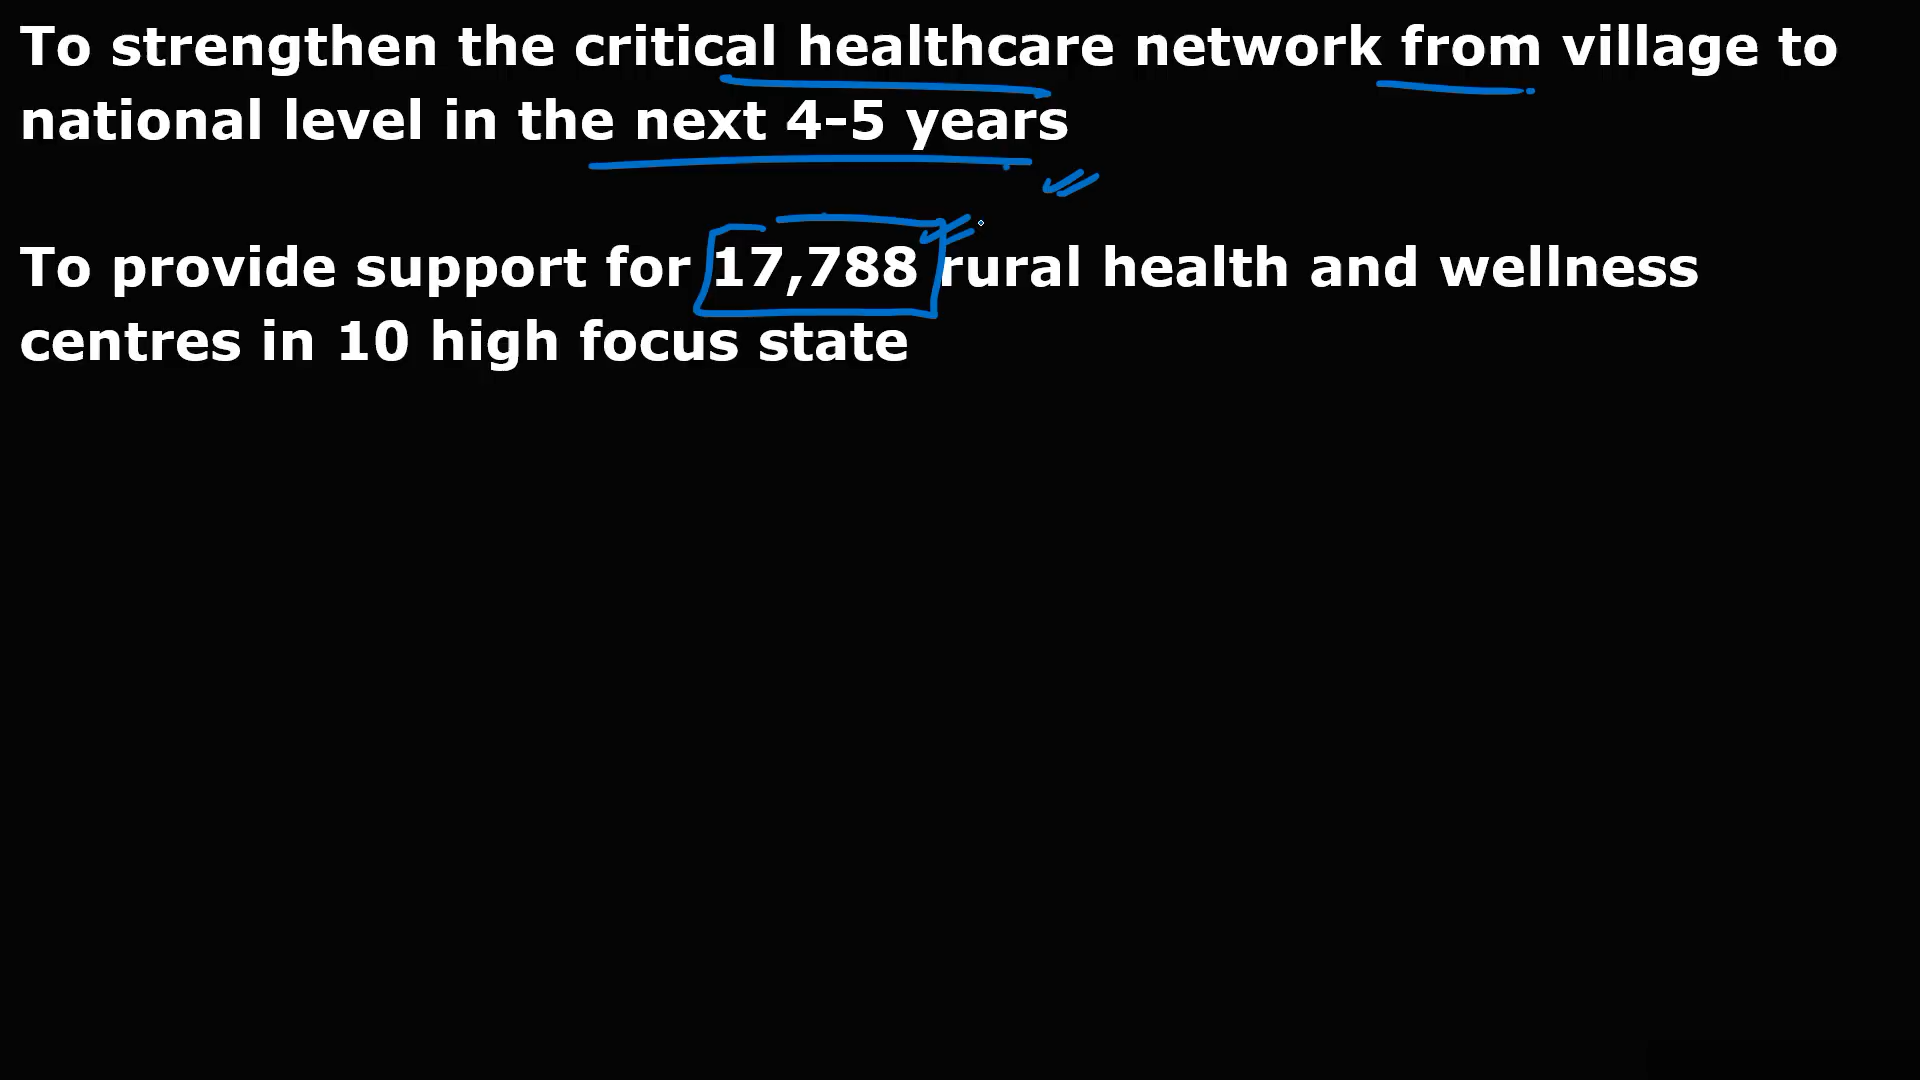 To strengthen the critical healthcare network from village to
national level in the next 4-5 years
To provide support for 17,788 rural health and wellness
centres in 10 high focus state